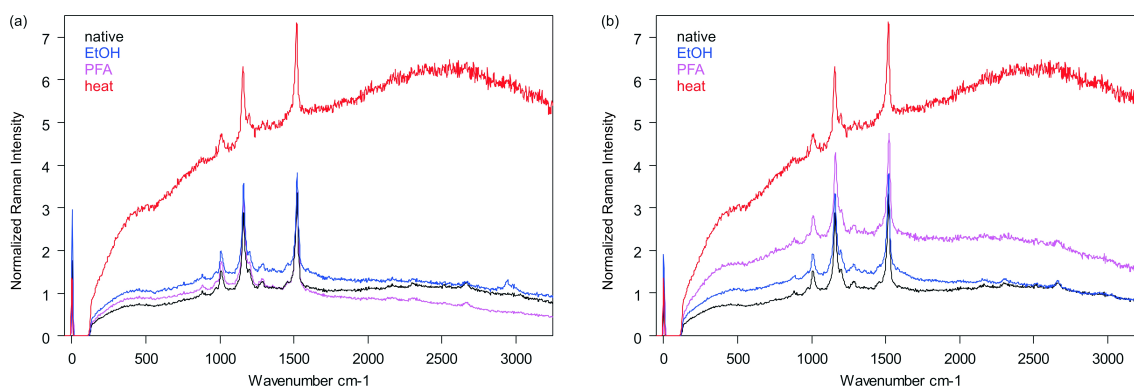 (a)
native
EtOH
PFA
heat
Normalized Raman Intensity
7
6
5
4
3
2
1
0
0 500 1000 1500 2000 2500 3000
Wavenumber cm-1
(b)
native
EtOH
PFA
heat
Normalized Raman Intensity
7
6
5
4
3
2
1
0
0 500 1000 1500 2000 2500 3000
Wavenumber cm-1